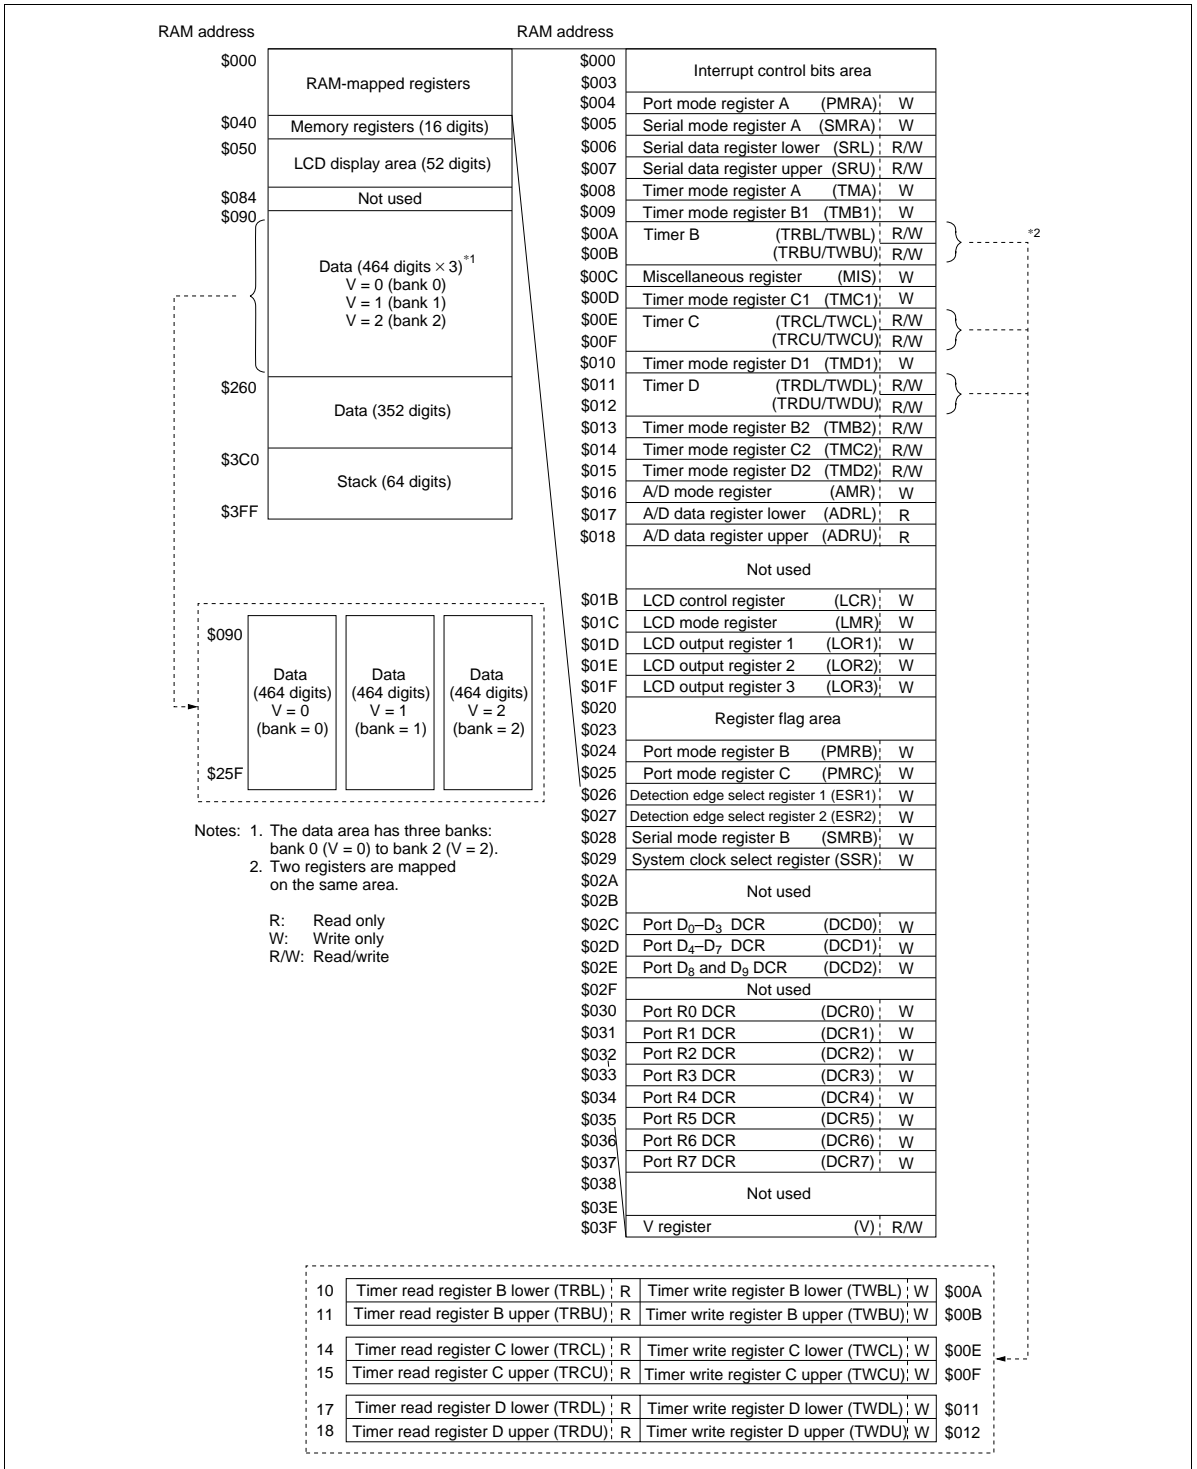 RAM address
$000
RAM-mapped registers
$040
Memory registers (16 digits)
$050
LCD display area (52 digits)
$084
Not used
$090
Data (464 digits × 3)*1
V = 0 (bank 0)
V = 1 (bank 1)
V = 2 (bank 2)
$260
Data (352 digits)
$3C0
Stack (64 digits)
$3FF
$090
Data
(464 digits)
V = 0
(bank = 0)
Data
(464 digits)
V = 1
(bank = 1)
Data
(464 digits)
V = 2
(bank = 2)
$25F
Notes: 1. The data area has three banks:
bank 0 (V = 0) to bank 2 (V = 2).
2. Two registers are mapped
on the same area.
R: Read only
W: Write only
R/W: Read/write
RAM address
$000
Interrupt control bits area
$003
$004 Port mode register A (PMRA) W
$005 Serial mode register A (SMRA) W
$006 Serial data register lower (SRL) R/W
$007 Serial data register upper (SRU) R/W
$008 Timer mode register A (TMA) W
$009 Timer mode register B1 (TMB1) W
$00A Timer B (TRBL/TWBL) R/W *2
$00B (TRBU/TWBU) R/W
$00C Miscellaneous register (MIS) W
$00D Timer mode register C1 (TMC1) W
$00E Timer C (TRCL/TWCL) R/W
$00F (TRCU/TWCU) R/W
$010 Timer mode register D1 (TMD1) W
$011 Timer D (TRDL/TWDL) R/W
$012 (TRDU/TWDU) R/W
$013 Timer mode register B2 (TMB2) R/W
$014 Timer mode register C2 (TMC2) R/W
$015 Timer mode register D2 (TMD2) R/W
$016 A/D mode register (AMR) W
$017 A/D data register lower (ADRL) R
$018 A/D data register upper (ADRU) R
Not used
$01B LCD control register (LCR) W
$01C LCD mode register (LMR) W
$01D LCD output register 1 (LOR1) W
$01E LCD output register 2 (LOR2) W
$01F LCD output register 3 (LOR3) W
$020
Register flag area
$023
$024 Port mode register B (PMRB) W
$025 Port mode register C (PMRC) W
$026 Detection edge select register 1 (ESR1) W
$027 Detection edge select register 2 (ESR2) W
$028 Serial mode register B (SMRB) W
$029 System clock select register (SSR) W
$02A
Not used
$02B
$02C Port D0–D3 DCR (DCD0) W
$02D Port D4–D7 DCR (DCD1) W
$02E Port D8 and D9 DCR (DCD2) W
$02F Not used
$030 Port R0 DCR (DCR0) W
$031 Port R1 DCR (DCR1) W
$032 Port R2 DCR (DCR2) W
$033 Port R3 DCR (DCR3) W
$034 Port R4 DCR (DCR4) W
$035 Port R5 DCR (DCR5) W
$036 Port R6 DCR (DCR6) W
$037 Port R7 DCR (DCR7) W
$038
Not used
$03E
$03F V register (V) R/W
10 Timer read register B lower (TRBL) R Timer write register B lower (TWBL) W $00A
11 Timer read register B upper (TRBU) R Timer write register B upper (TWBU) W $00B
14 Timer read register C lower (TRCL) R Timer write register C lower (TWCL) W $00E
15 Timer read register C upper (TRCU) R Timer write register C upper (TWCU) W $00F
17 Timer read register D lower (TRDL) R Timer write register D lower (TWDL) W $011
18 Timer read register D upper (TRDU) R Timer write register D upper (TWDU) W $012